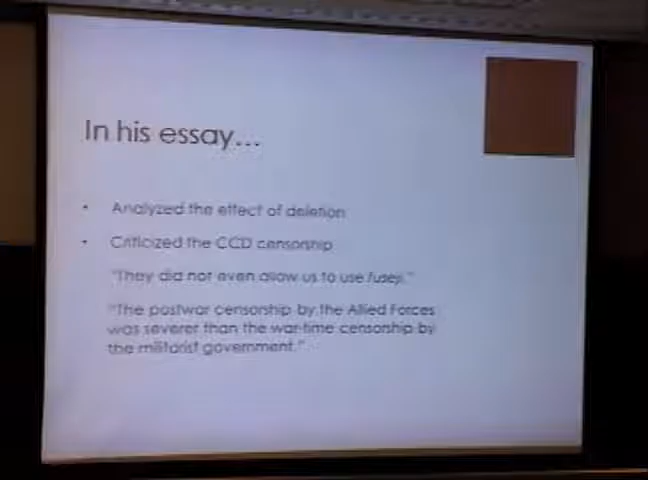 In his essay...
• Analyzed the effect of deletion
• Criticized the CCD censorship
"They did not even allow us to use fuseji."
"The postwar censorship by the Allied Forces
was severer than the war-time censorship by
the militarist government."